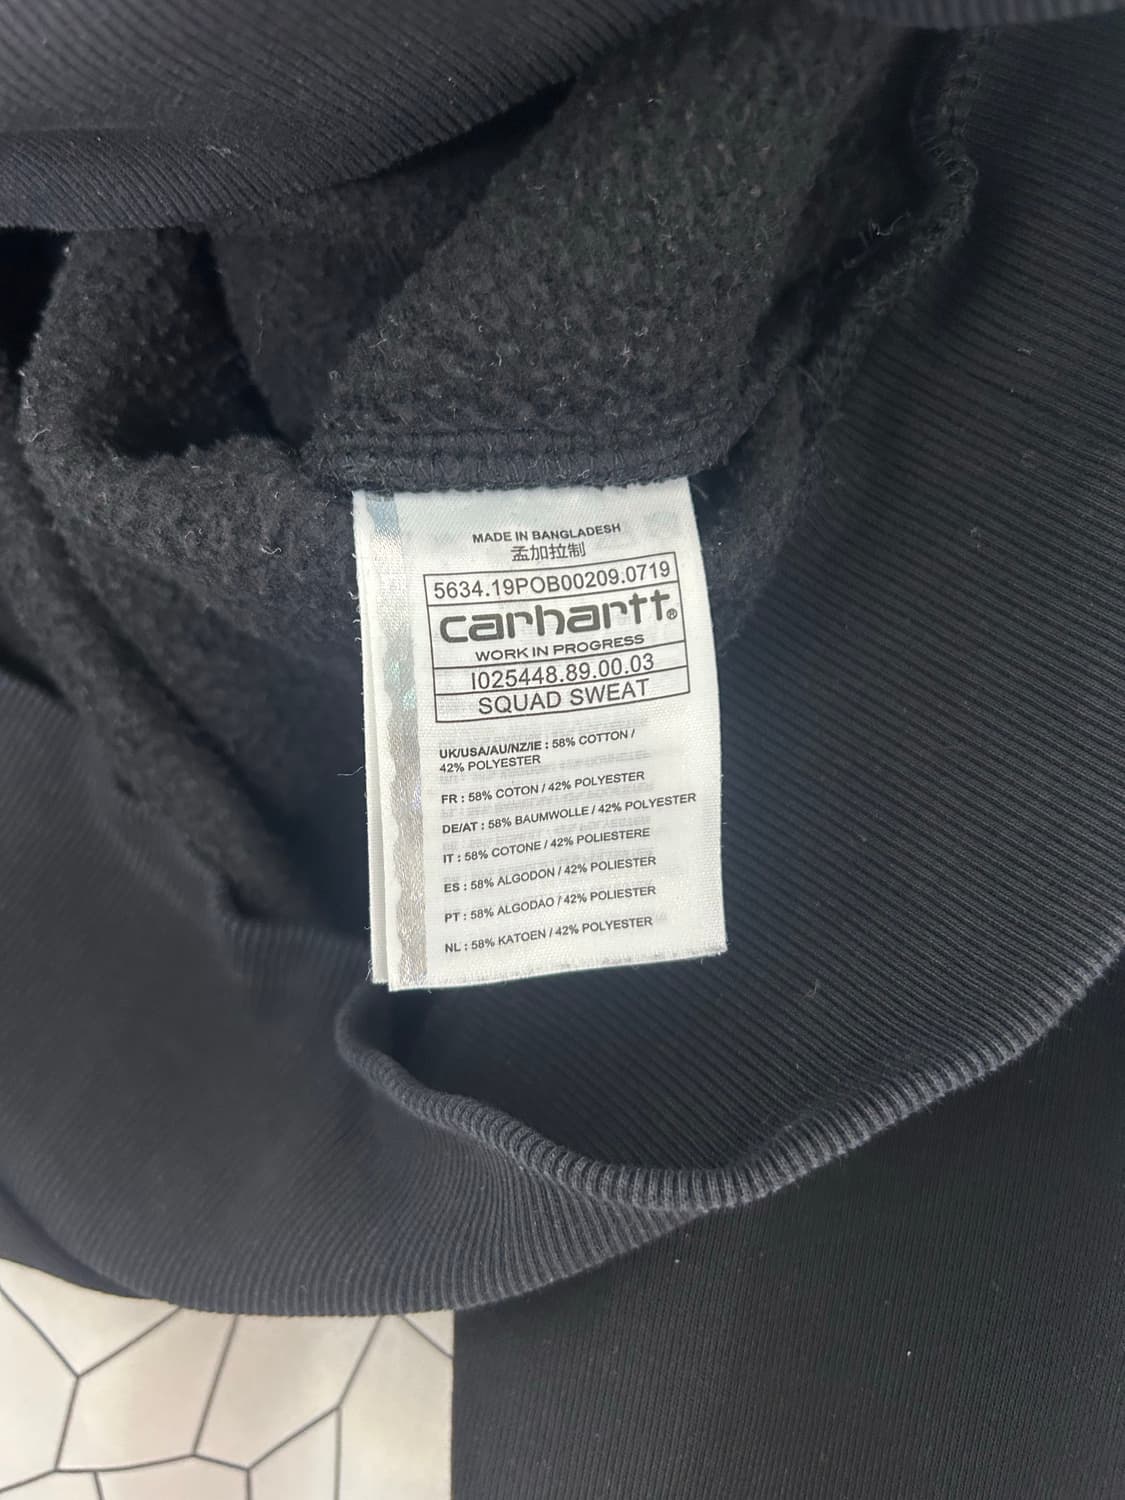 MADE IN BANGLADESH
孟加拉制
5634.19POB00209.0719
carhartt®
WORK IN PROGRESS
I025448.89.00.03
SQUAD SWEAT
UK/USA/AU/NZ/IE : 58% COTTON /
42% POLYESTER
FR : 58% COTON / 42% POLYESTER
DE/AT : 58% BAUMWOLLE / 42% POLYESTER
IT : 58% COTONE / 42% POLIESTERE
ES : 58% ALGODON / 42% POLIESTER
PT : 58% ALGODAO / 42% POLIESTER
NL : 58% KATOEN / 42% POLYESTER